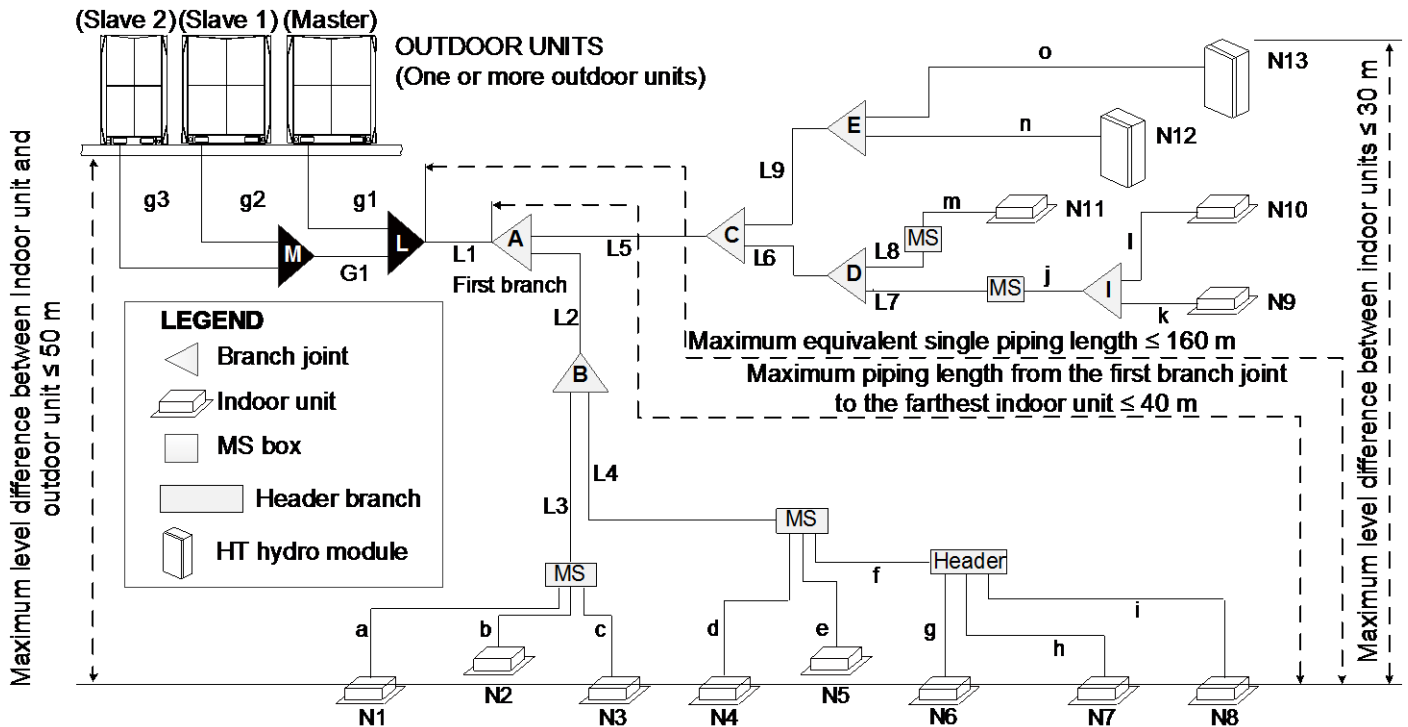 (Slave 2) (Slave 1) (Master)
OUTDOOR UNITS
(One or more outdoor units)
Maximum level difference between indoor unit and
outdoor unit ≤ 50 m
g3
g2
g1
M
L
G1
L1
A
First branch
L5
C
L9
L6
E
o
N13
n
N12
D
L8
MS
m
N11
L7
MS
j
I
l
N10
k
N9
Maximum level difference between indoor units ≤ 30 m
Maximum equivalent single piping length ≤ 160 m
Maximum piping length from the first branch joint
to the farthest indoor unit ≤ 40 m
L2
B
L3
L4
LEGEND
Branch joint
Indoor unit
MS box
Header branch
HT hydro module
MS
MS
f
Header
a
b
c
d
e
g
h
i
N1
N2
N3
N4
N5
N6
N7
N8